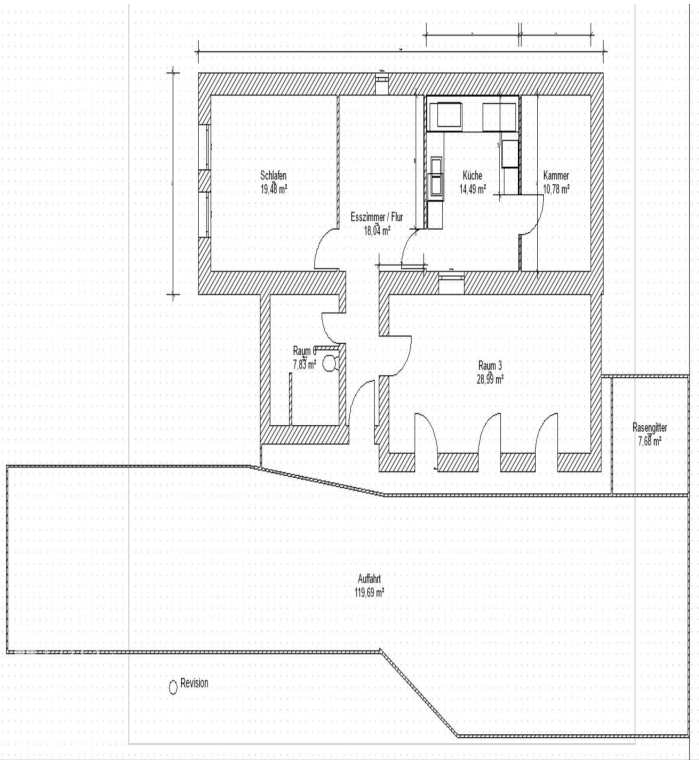 Schlafen
19,48 m²
Esszimmer / Flur
18,04 m²
Küche
14,49 m²
Kammer
10,78 m²
Raum 6
7,83 m²
Raum 3
28,99 m²
Rasengitter
7,68 m²
Auffahrt
119,69 m²
Revision